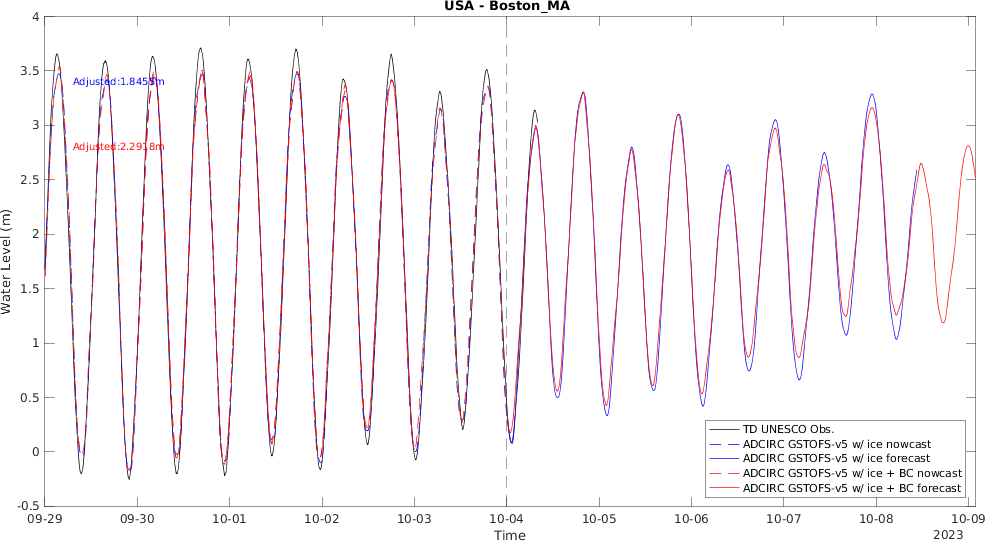 USA - Boston_MA
4
3.5
3
2.5
2
1.5
1
0.5
0
-0.5
Water Level (m)
Adjusted:1.8455m
Adjusted:2.2918m
TD UNESCO Obs.
ADCIRC GSTOFS-v5 w/ ice nowcast
ADCIRC GSTOFS-v5 w/ ice forecast
ADCIRC GSTOFS-v5 w/ ice + BC nowcast
ADCIRC GSTOFS-v5 w/ ice + BC forecast
09-29 09-30 10-01 10-02 10-03 10-04 10-05 10-06 10-07 10-08 10-09
Time
2023